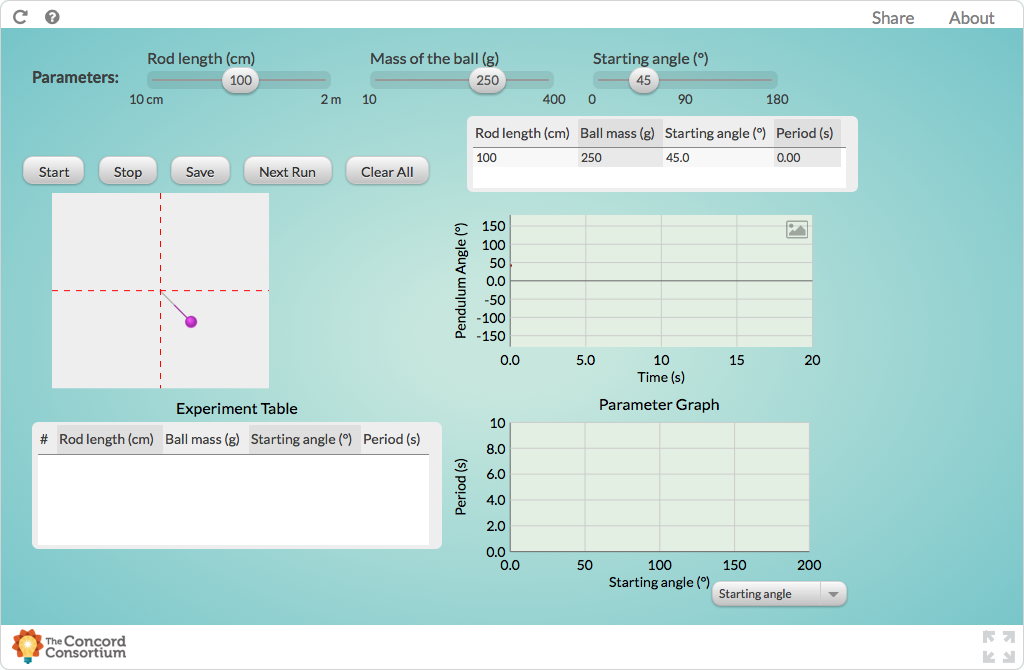 Share About
Parameters:
Rod length (cm)
100
10 cm 2 m
Mass of the ball (g)
250
10 400
Starting angle (°)
45
0 90 180
Rod length (cm) Ball mass (g) Starting angle (°) Period (s)
100 250 45.0 0.00
Start Stop Save Next Run Clear All
Pendulum Angle (°)
150
100
50
0.0
-50
-100
-150
0.0 5.0 10 15 20
Time (s)
Experiment Table
# Rod length (cm) Ball mass (g) Starting angle (°) Period (s)
Parameter Graph
Period (s)
10
8.0
6.0
4.0
2.0
0.0
0.0 50 100 150 200
Starting angle (°)
Starting angle
The Concord
Consortium